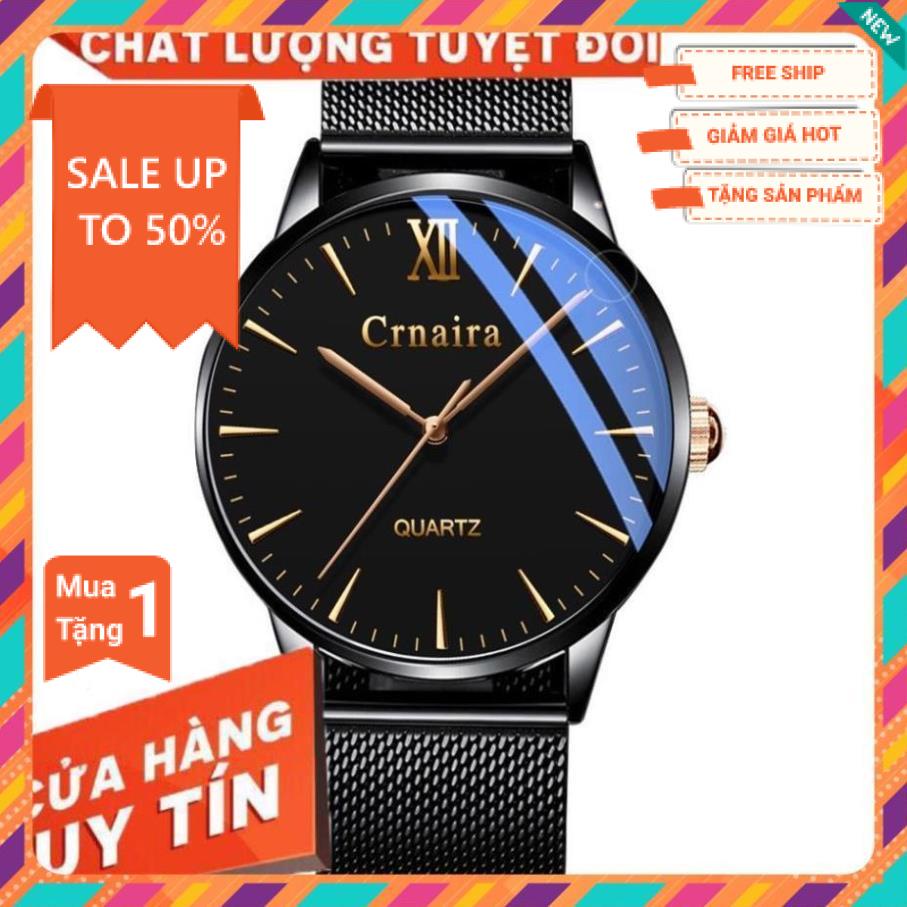 CHẤT LƯỢNG TUYỆT ĐỐI
NEW
FREE SHIP
GIẢM GIÁ HOT
TẶNG SẢN PHẨM
SALE UP
TO 50%
XII
Crnaira
QUARTZ
Mua
Tặng 1
CỬA HÀNG
UY TÍN